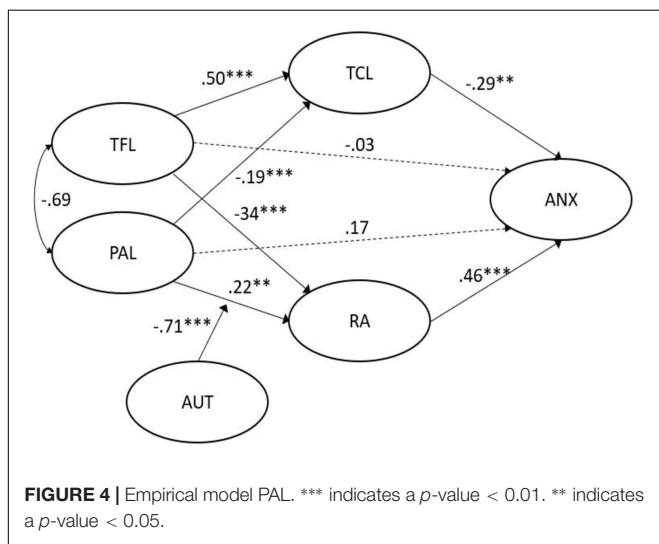 .50***
TCL
-.29**
TFL
-.03
-.19***
-.69
-34***
ANX
PAL
.17
.22**
.46***
-.71***
RA
AUT
FIGURE 4 | Empirical model PAL. *** indicates a p-value < 0.01. ** indicates
a p-value < 0.05.